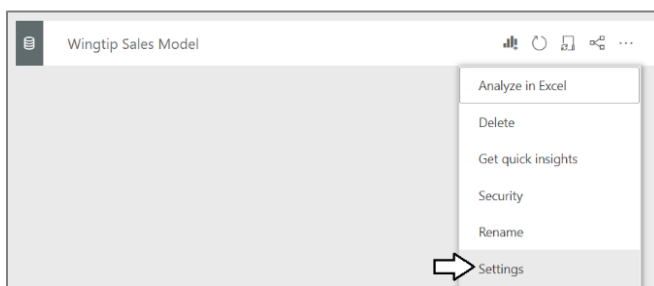 Wingtip Sales Model
Analyze in Excel
Delete
Get quick insights
Security
Rename
Settings